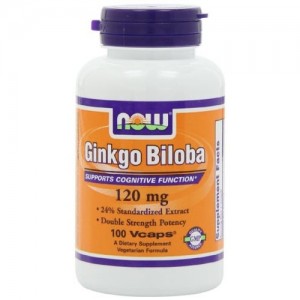 NOW
Ginkgo Biloba
SUPPORTS COGNITIVE FUNCTION*
120 mg
• 24% Standardized Extract
• Double Strength Potency
100 Vcaps®
A Dietary Supplement
Vegetarian Formula
Supplement Facts